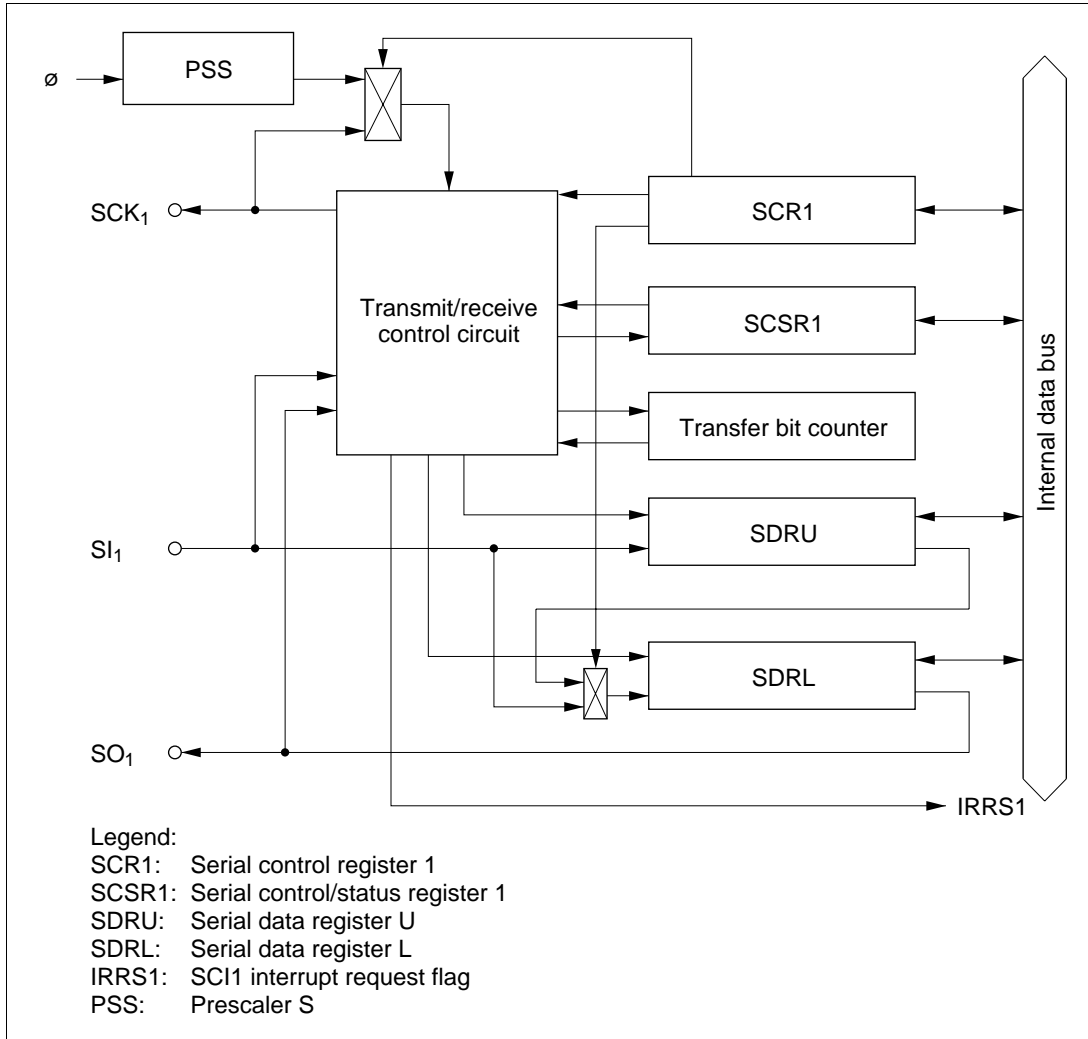 PSS
ø
SCK₁
SCR1
Transmit/receive
control circuit
SCSR1
Transfer bit counter
Internal data bus
SI₁
SDRU
SDRL
SO₁
IRRS1
Legend:
SCR1: Serial control register 1
SCSR1: Serial control/status register 1
SDRU: Serial data register U
SDRL: Serial data register L
IRRS1: SCI1 interrupt request flag
PSS: Prescaler S